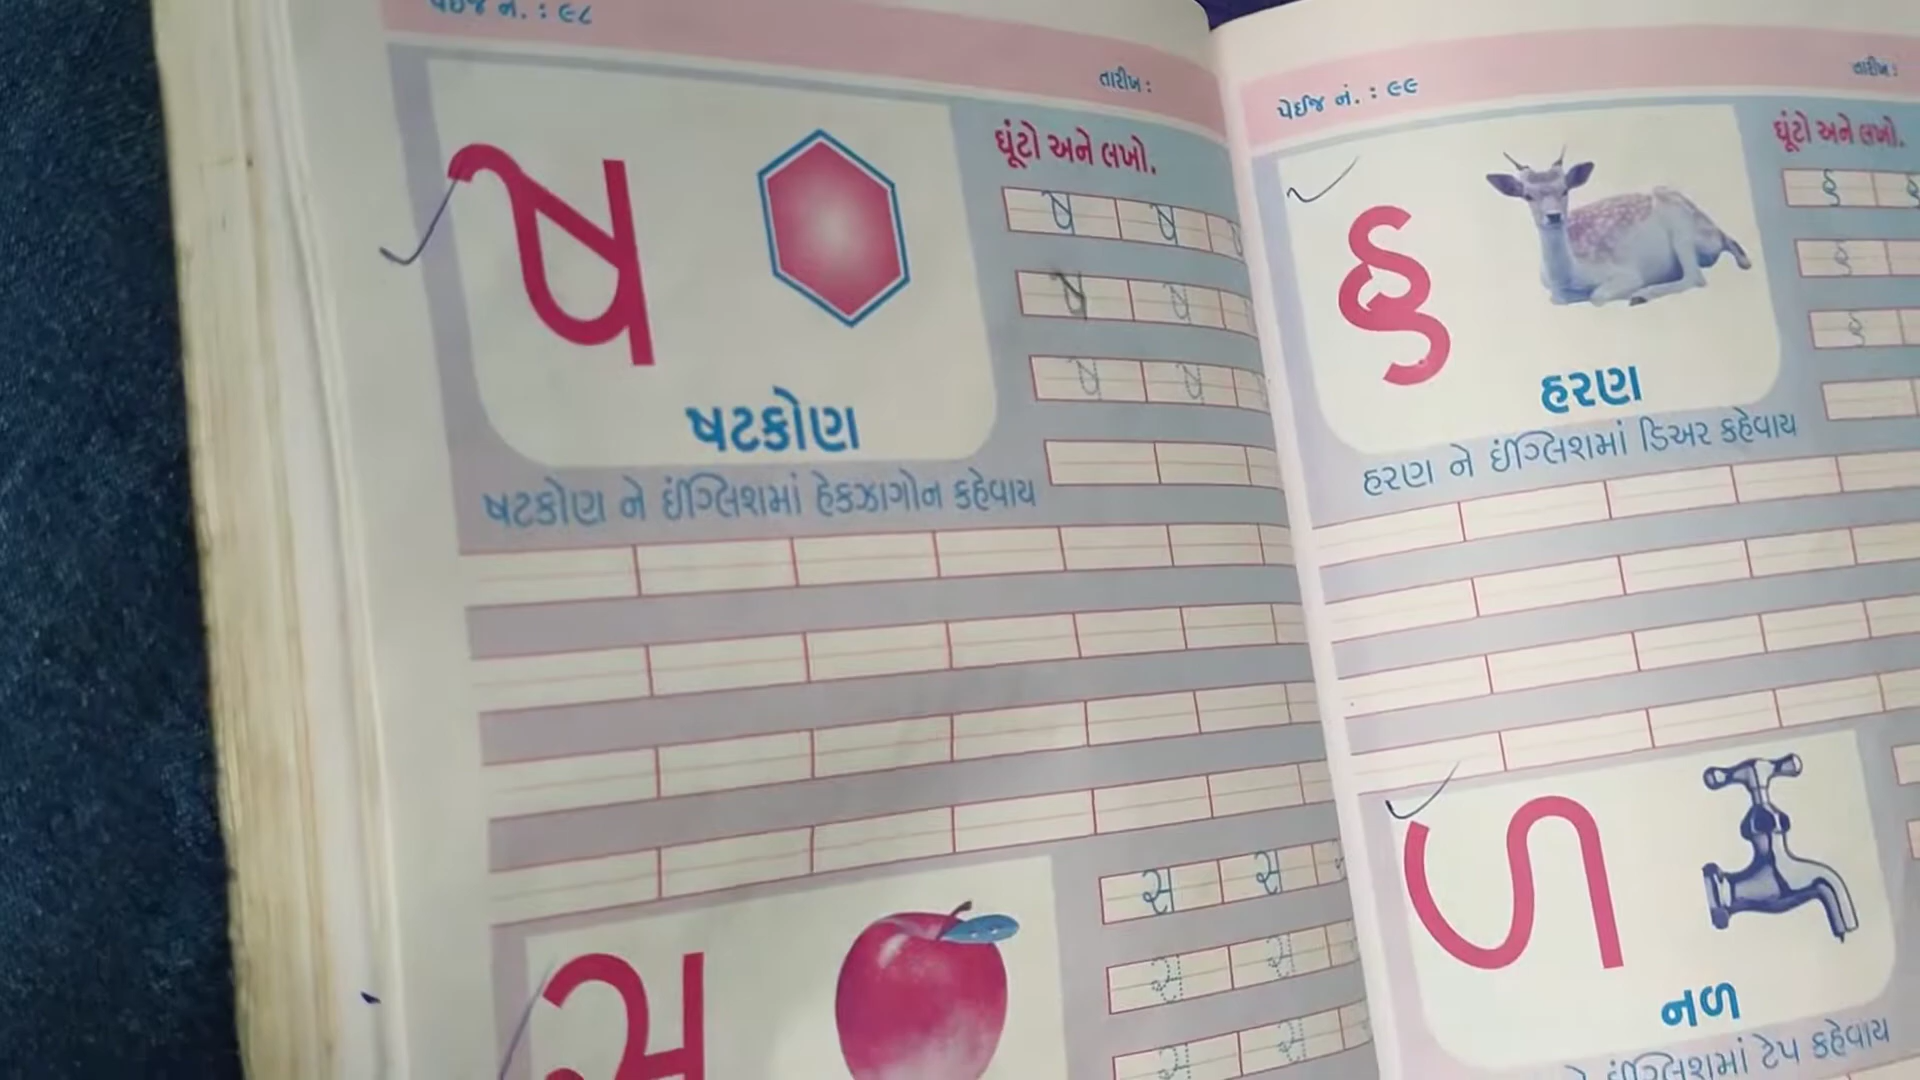 પેઈજ નં. : ૯૮
તારીખ :
ષ
ઘૂંટો અને લખો.
ષ ષ
ષ ષ
ષ ષ
ષટકોણ
ષટકોણ ને ઈંગ્લિશમાં હેકઝાગોન કહેવાય
સ
સ સ
સ સ
સ સ
પેઈજ નં. : ૯૯
તારીખ :
હ
ઘૂંટો અને લખો.
હ હ
હ
હ
હરણ
હરણ ને ઈંગ્લિશમાં ડિઅર કહેવાય
ળ
નળ
ને ઈંગ્લિશમાં ટેપ કહેવાય